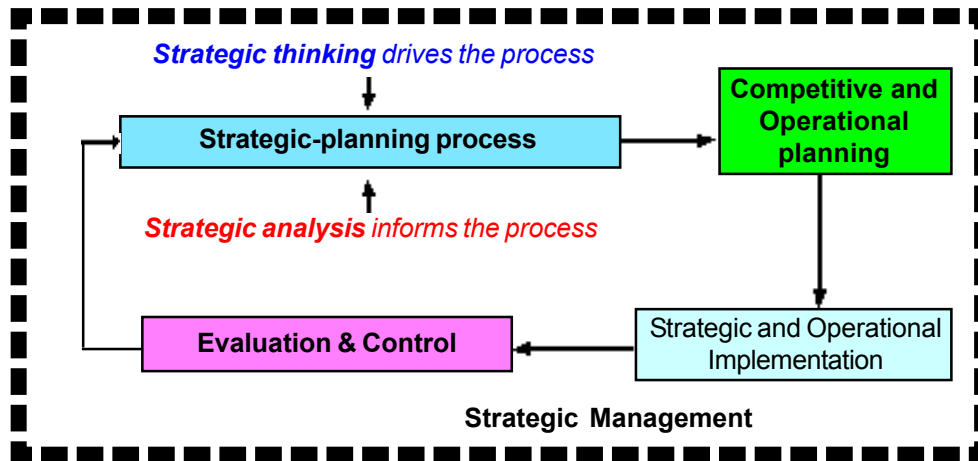 Strategic thinking drives the process
Strategic-planning process
Competitive and
Operational
planning
Strategic analysis informs the process
Evaluation & Control
Strategic and Operational
Implementation
Strategic Management